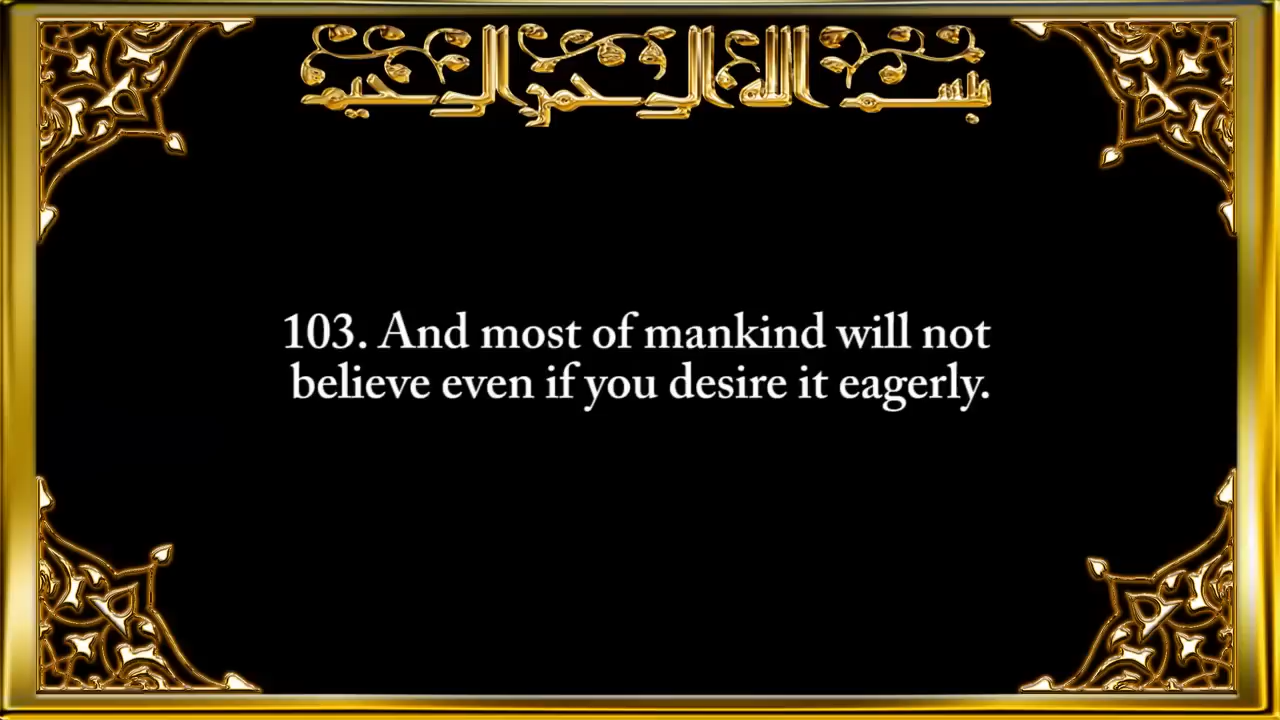 بسم الله الرحمن الرحيم
103. And most of mankind will not
believe even if you desire it eagerly.